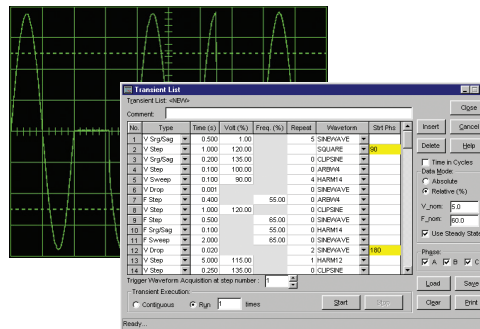 Transient List
Transient List: <NEW>
Close
Comment:
No. Type Time (s) Volt (%) Freq. (%) Repeat Waveform Strt Phs
Insert Cancel
1 V Srg/Sag 0.500 1.00 5 SINEWAVE
2 V Step 1.000 120.00 SQUARE 90
Delete Help
3 V Srg/Sag 0.200 135.00 0 CLIPSINE
4 V Step 0.100 100.00 0 ARBW4
Time in Cycles
5 V Sweep 0.100 90.00 4 HARM14
Data Mode:
6 V Drop 0.001 0 SINEWAVE
Absolute
7 F Step 0.400 55.00 0 ARBW4
Relative (%)
8 V Step 1.000 120.00 0 CLIPSINE
V_nom: 5.0
9 F Step 0.500 65.00 0 SINEWAVE
F_nom: 60.0
10 F Srg/Sag 0.100 55.00 0 HARM14
11 F Sweep 2.000 65.00 0 SINEWAVE
Use Steady State
12 V Drop 0.020 2 SINEWAVE 180
13 V Step 5.000 115.00 1 HARM12
Phase:
14 V Step 0.250 135.00 0 CLIPSINE
A B C
Trigger Waveform Acquisition at step number: 1
Load Save
Transient Execution:
Continuous Run 1 times Start Stop
Clear Print
Ready...